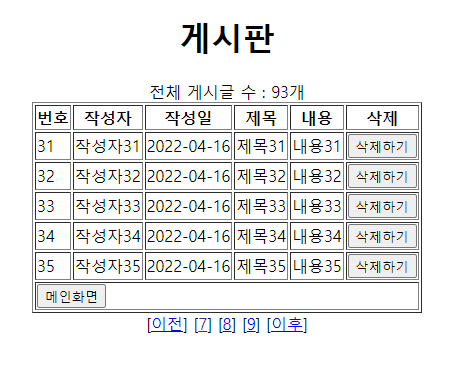 게시판
전체 게시글 수 : 93개
번호 작성자 작성일 제목 내용 삭제
31 작성자31 2022-04-16 제목31 내용31 삭제하기
32 작성자32 2022-04-16 제목32 내용32 삭제하기
33 작성자33 2022-04-16 제목33 내용33 삭제하기
34 작성자34 2022-04-16 제목34 내용34 삭제하기
35 작성자35 2022-04-16 제목35 내용35 삭제하기
메인화면
[이전] [7] [8] [9] [이후]